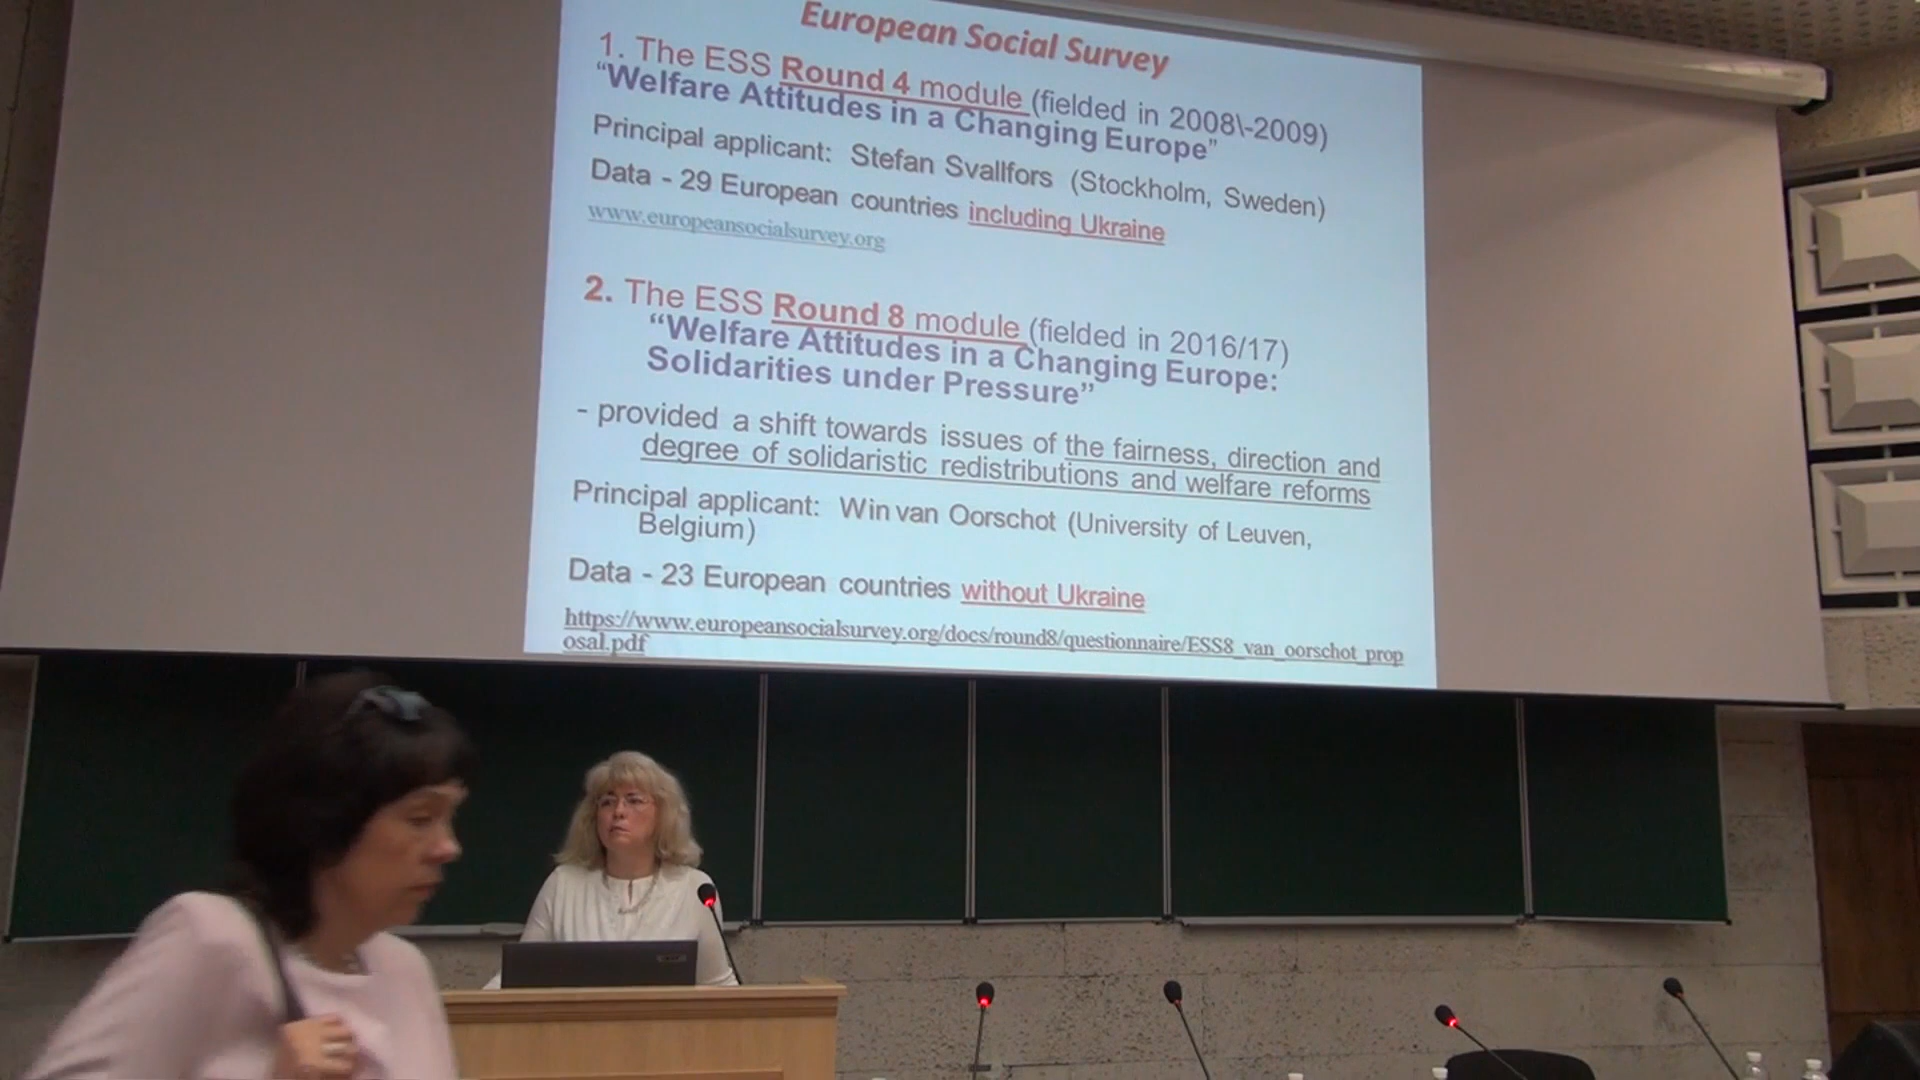 European Social Survey
1. The ESS Round 4 module (fielded in 2008\-2009)
“Welfare Attitudes in a Changing Europe”
Principal applicant: Stefan Svallfors (Stockholm, Sweden)
Data - 29 European countries including Ukraine
www.europeansocialsurvey.org
2. The ESS Round 8 module (fielded in 2016/17)
“Welfare Attitudes in a Changing Europe:
Solidarities under Pressure”
- provided a shift towards issues of the fairness, direction and
degree of solidaristic redistributions and welfare reforms
Principal applicant: Win van Oorschot (University of Leuven,
Belgium)
Data - 23 European countries without Ukraine
https://www.europeansocialsurvey.org/docs/round8/questionnaire/ESS8_van_oorschot_prop
osal.pdf